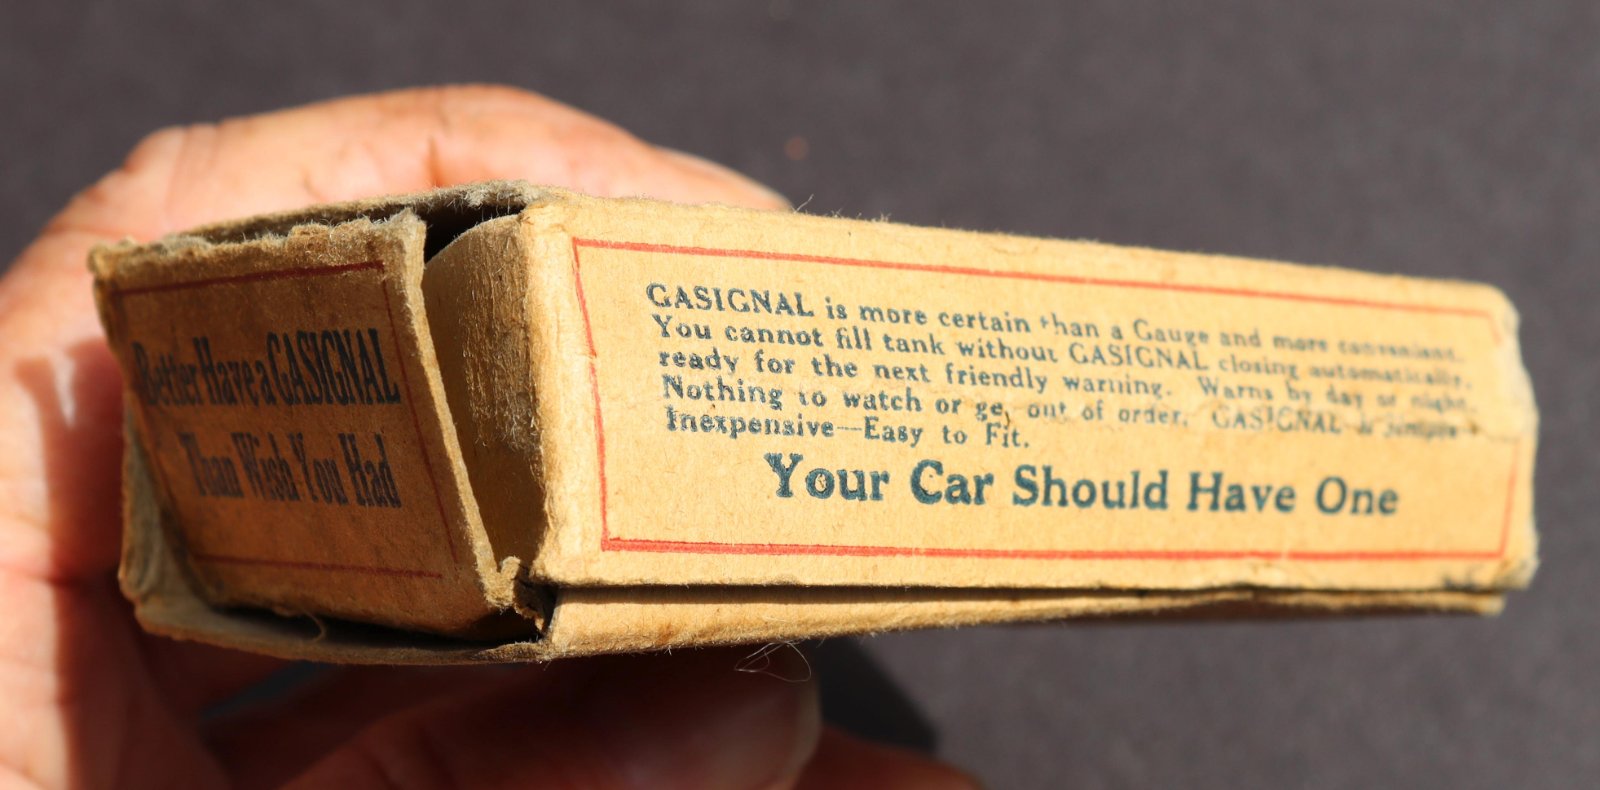 Better Have a GASIGNAL
Than Wish You Had
GASIGNAL is more certain than a Gauge and more convenient.
You cannot fill tank without GASIGNAL closing automatically,
ready for the next friendly warning. Warns by day or night.
Nothing to watch or get out of order. GASIGNAL is Simple—
Inexpensive—Easy to Fit.
Your Car Should Have One